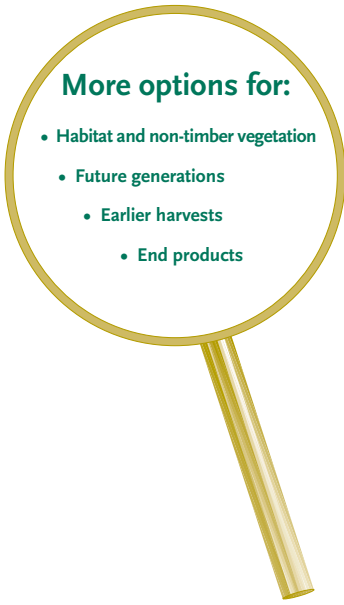 More options for:
• Habitat and non-timber vegetation
• Future generations
• Earlier harvests
• End products